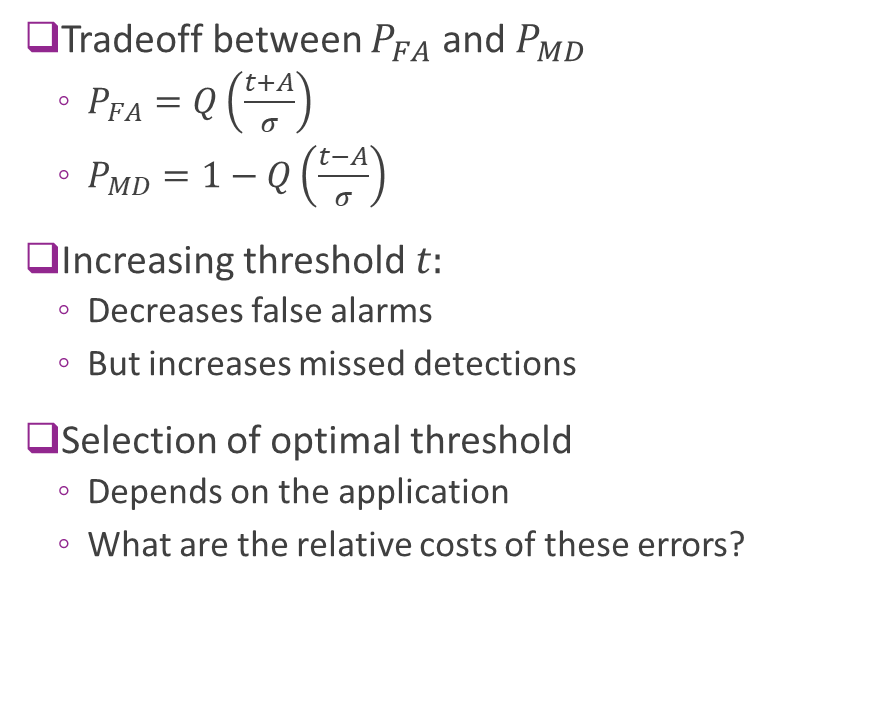 ❑Tradeoff between $P_{FA}$ and $P_{MD}$
◦ $P_{FA} = Q\left(\frac{t+A}{\sigma}\right)$
◦ $P_{MD} = 1 - Q\left(\frac{t-A}{\sigma}\right)$
❑Increasing threshold $t$:
◦ Decreases false alarms
◦ But increases missed detections
❑Selection of optimal threshold
◦ Depends on the application
◦ What are the relative costs of these errors?